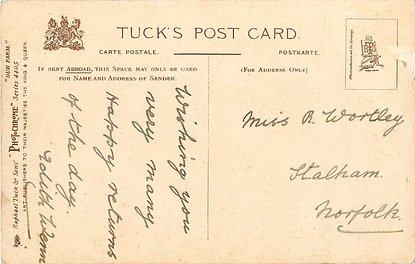 TUCK'S POST CARD.
CARTE POSTALE.
POSTKARTE.
IF SENT ABROAD, THIS SPACE MAY ONLY BE USED
FOR NAME AND ADDRESS OF SENDER.
(FOR ADDRESS ONLY)
Wishing you
very many
Happy returns
of the day.
Edith
Miss R. Wortley
Stalham.
Norfolk.
Raphael Tuck & Sons' "PHOTOCHROME" Series 4405 "OUR FARM."
ART PUBLISHERS TO THEIR MAJESTIES THE KING & QUEEN